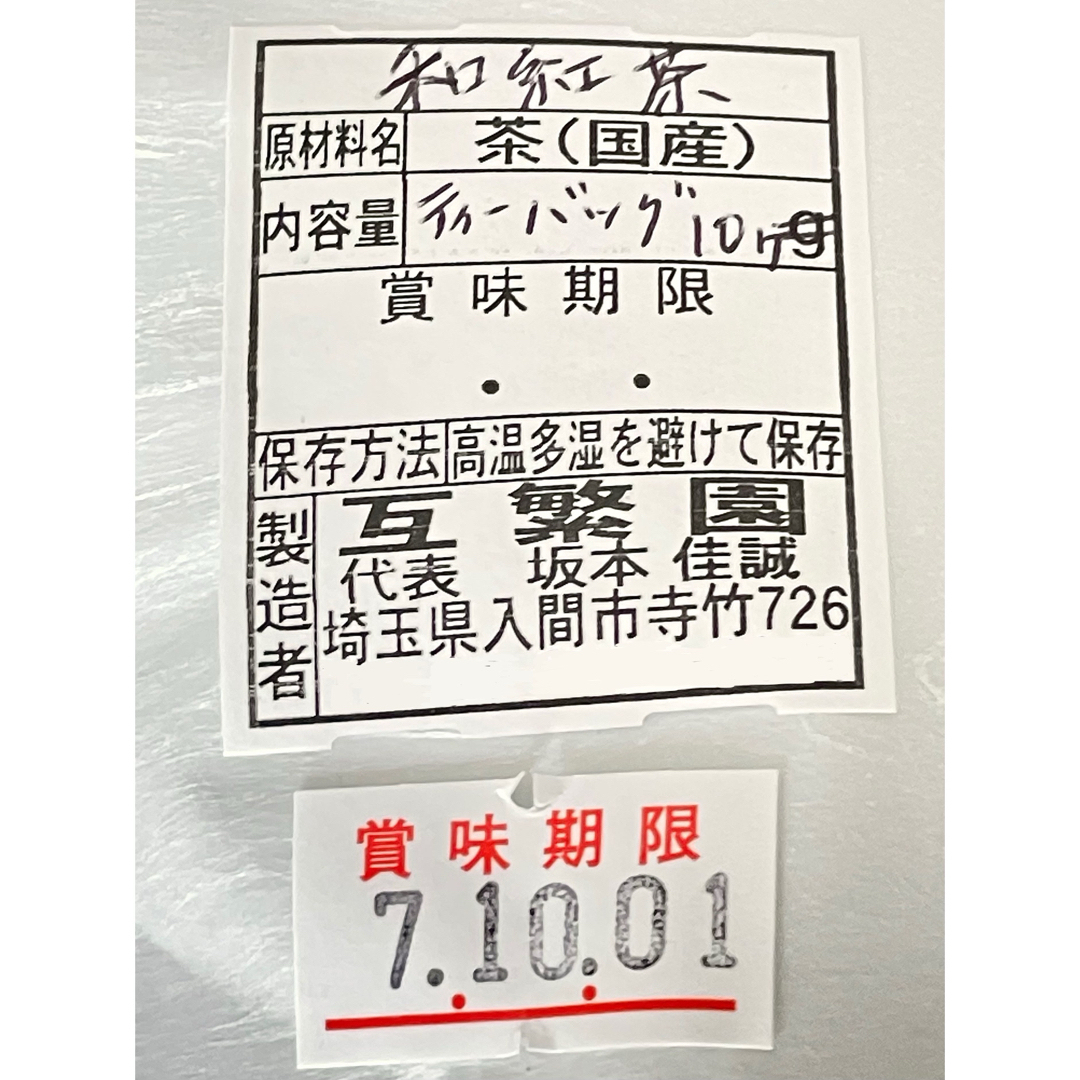 和紅茶
原材料名 茶(国産)
内容量 ティーバッグ10ケ
賞味期限
. .
保存方法 高温多湿を避けて保存
製造者 互繁園
代表 坂本 佳誠
埼玉県入間市寺竹726
賞味期限
7.10.01